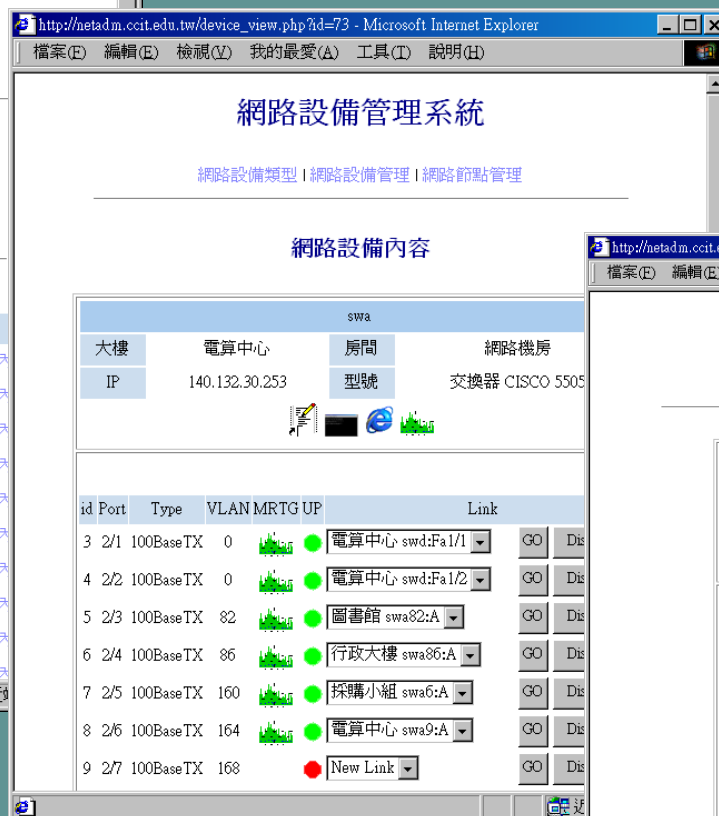 http://netadm.ccit.edu.tw/device_view.php?id=73 - Microsoft Internet Explorer
檔案(F) 編輯(E) 檢視(V) 我的最愛(A) 工具(T) 說明(H)
網路設備管理系統
網路設備類型 | 網路設備管理 | 網路節點管理
網路設備內容
http://netadm.ccit.e
檔案(F) 編輯(E)
swa
大樓 電算中心 房間 網路機房
IP 140.132.30.253 型號 交換器 CISCO 5505
id Port Type VLAN MRTG UP Link
3 2/1 100BaseTX 0 電算中心 swd:Fa1/1 GO Dis
4 2/2 100BaseTX 0 電算中心 swd:Fa1/2 GO Dis
5 2/3 100BaseTX 82 圖書館 swa82:A GO Dis
6 2/4 100BaseTX 86 行政大樓 swa86:A GO Dis
7 2/5 100BaseTX 160 採購小組 swa6:A GO Dis
8 2/6 100BaseTX 164 電算中心 swa9:A GO Dis
9 2/7 100BaseTX 168 New Link GO Dis
近